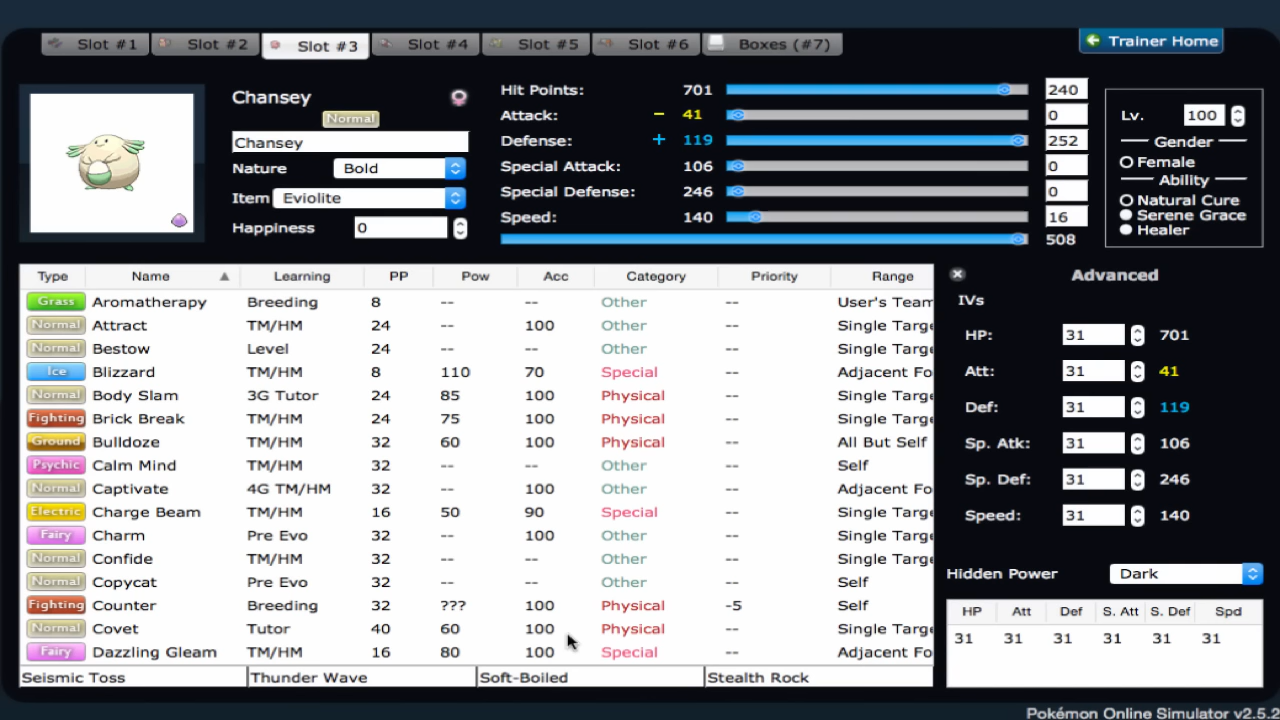 Slot #1 Slot #2 Slot #3 Slot #4 Slot #5 Slot #6 Boxes (#7) Trainer Home
Chansey
Normal
Chansey
Nature Bold
Item Eviolite
Happiness 0
Hit Points: 701 240
Attack: − 41 0
Defense: + 119 252
Special Attack: 106 0
Special Defense: 246 0
Speed: 140 16
508
Lv. 100
Gender
Female
Ability
Natural Cure
Serene Grace
Healer
Type Name Learning PP Pow Acc Category Priority Range
Grass Aromatherapy Breeding 8 -- -- Other -- User's Team
Normal Attract TM/HM 24 -- 100 Other -- Single Targe
Normal Bestow Level 24 -- -- Other -- Single Targe
Ice Blizzard TM/HM 8 110 70 Special -- Adjacent Fo
Normal Body Slam 3G Tutor 24 85 100 Physical -- Single Targe
Fighting Brick Break TM/HM 24 75 100 Physical -- Single Targe
Ground Bulldoze TM/HM 32 60 100 Physical -- All But Self
Psychic Calm Mind TM/HM 32 -- -- Other -- Self
Normal Captivate 4G TM/HM 32 -- 100 Other -- Adjacent Fo
Electric Charge Beam TM/HM 16 50 90 Special -- Single Targe
Fairy Charm Pre Evo 32 -- 100 Other -- Single Targe
Normal Confide TM/HM 32 -- -- Other -- Single Targe
Normal Copycat Pre Evo 32 -- -- Other -- Self
Fighting Counter Breeding 32 ??? 100 Physical -5 Self
Normal Covet Tutor 40 60 100 Physical -- Single Targe
Fairy Dazzling Gleam TM/HM 16 80 100 Special -- Adjacent Fo
Seismic Toss Thunder Wave Soft-Boiled Stealth Rock
Advanced
IVs
HP: 31 701
Att: 31 41
Def: 31 119
Sp. Atk: 31 106
Sp. Def: 31 246
Speed: 31 140
Hidden Power Dark
HP Att Def S. Att S. Def Spd
31 31 31 31 31 31
Pokémon Online Simulator v2.5.2